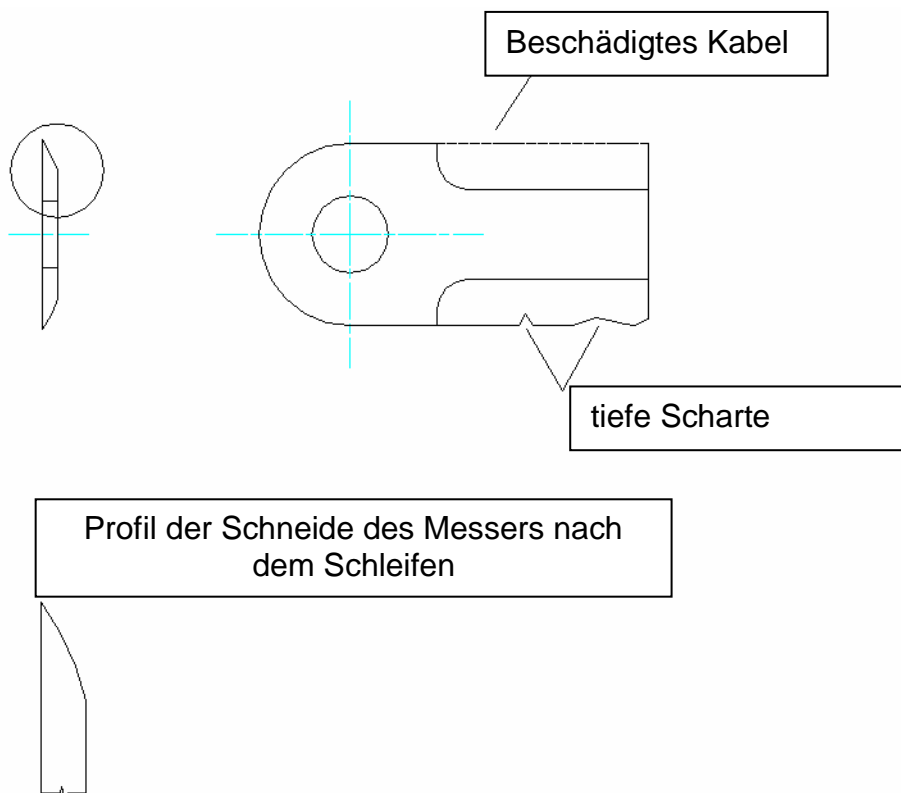 Beschädigtes Kabel
tiefe Scharte
Profil der Schneide des Messers nach
dem Schleifen